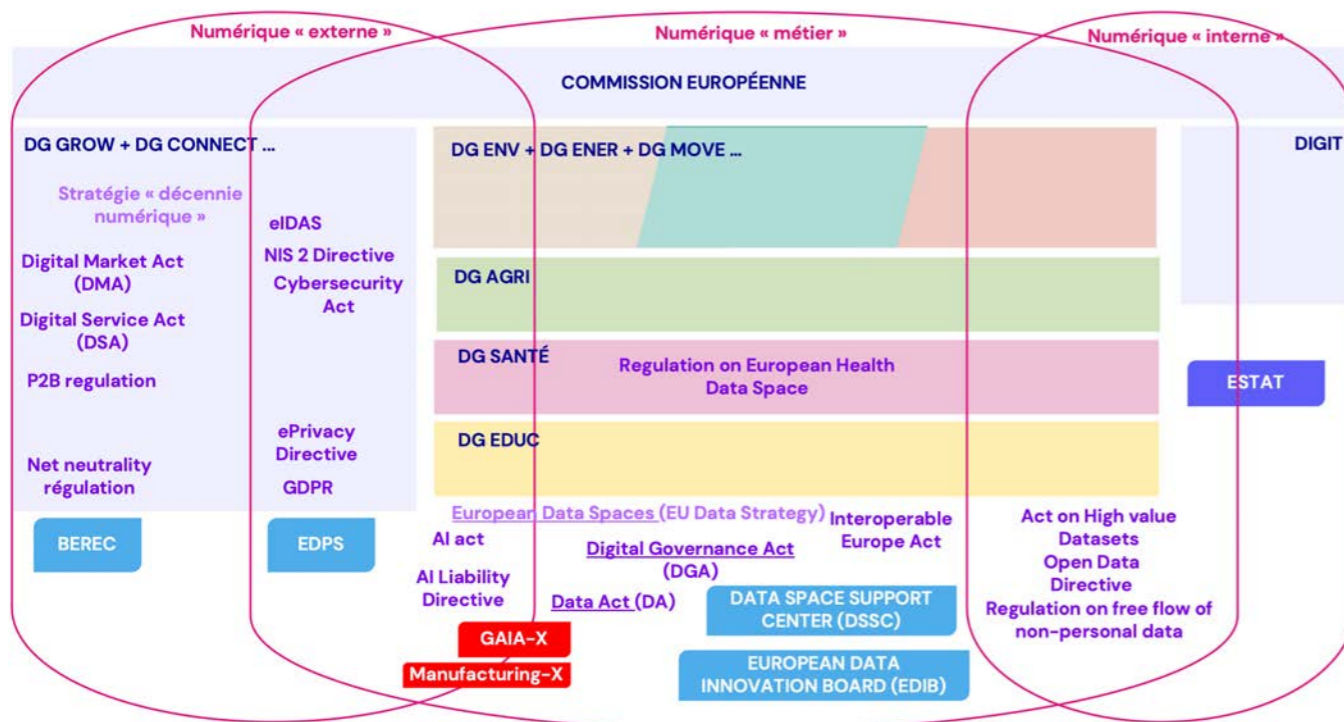 Numérique « externe »
Numérique « métier »
Numérique « interne »
COMMISSION EUROPÉENNE
DG GROW + DG CONNECT ...
Stratégie « décennie
numérique »
Digital Market Act
(DMA)
Digital Service Act
(DSA)
P2B regulation
Net neutrality
régulation
BEREC
eIDAS
NIS 2 Directive
Cybersecurity
Act
ePrivacy
Directive
GDPR
EDPS
DG ENV + DG ENER + DG MOVE ...
DG AGRI
DG SANTÉ
Regulation on European Health
Data Space
DG EDUC
DIGIT
ESTAT
European Data Spaces (EU Data Strategy)
AI act
AI Liability
Directive
Digital Governance Act
(DGA)
Data Act (DA)
Interoperable
Europe Act
GAIA-X
Manufacturing-X
DATA SPACE SUPPORT
CENTER (DSSC)
EUROPEAN DATA
INNOVATION BOARD (EDIB)
Act on High value
Datasets
Open Data
Directive
Regulation on free flow of
non-personal data